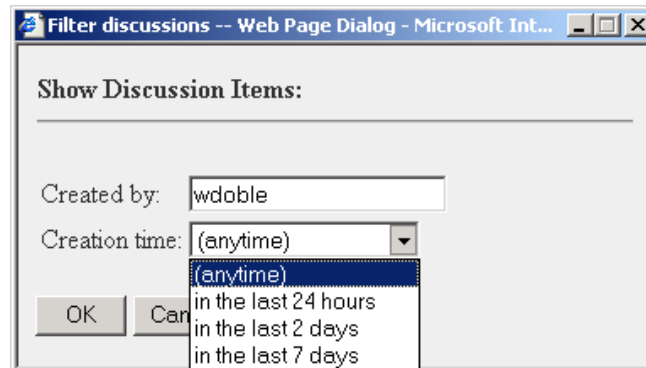 Filter discussions -- Web Page Dialog - Microsoft Int...
Show Discussion Items:
Created by: wdoble
Creation time: (anytime)
(anytime)
in the last 24 hours
OK Can
in the last 2 days
in the last 7 days